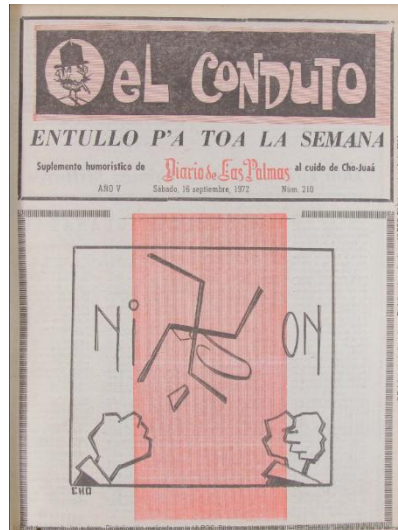 EL CONDUTO
ENTULLO P'A TOA LA SEMANA
Suplemento humorístico de Diario de Las Palmas al cuido de Cho-Juaá
AÑO V Sábado, 16 septiembre, 1972 Núm. 210
Ni ON
CHO